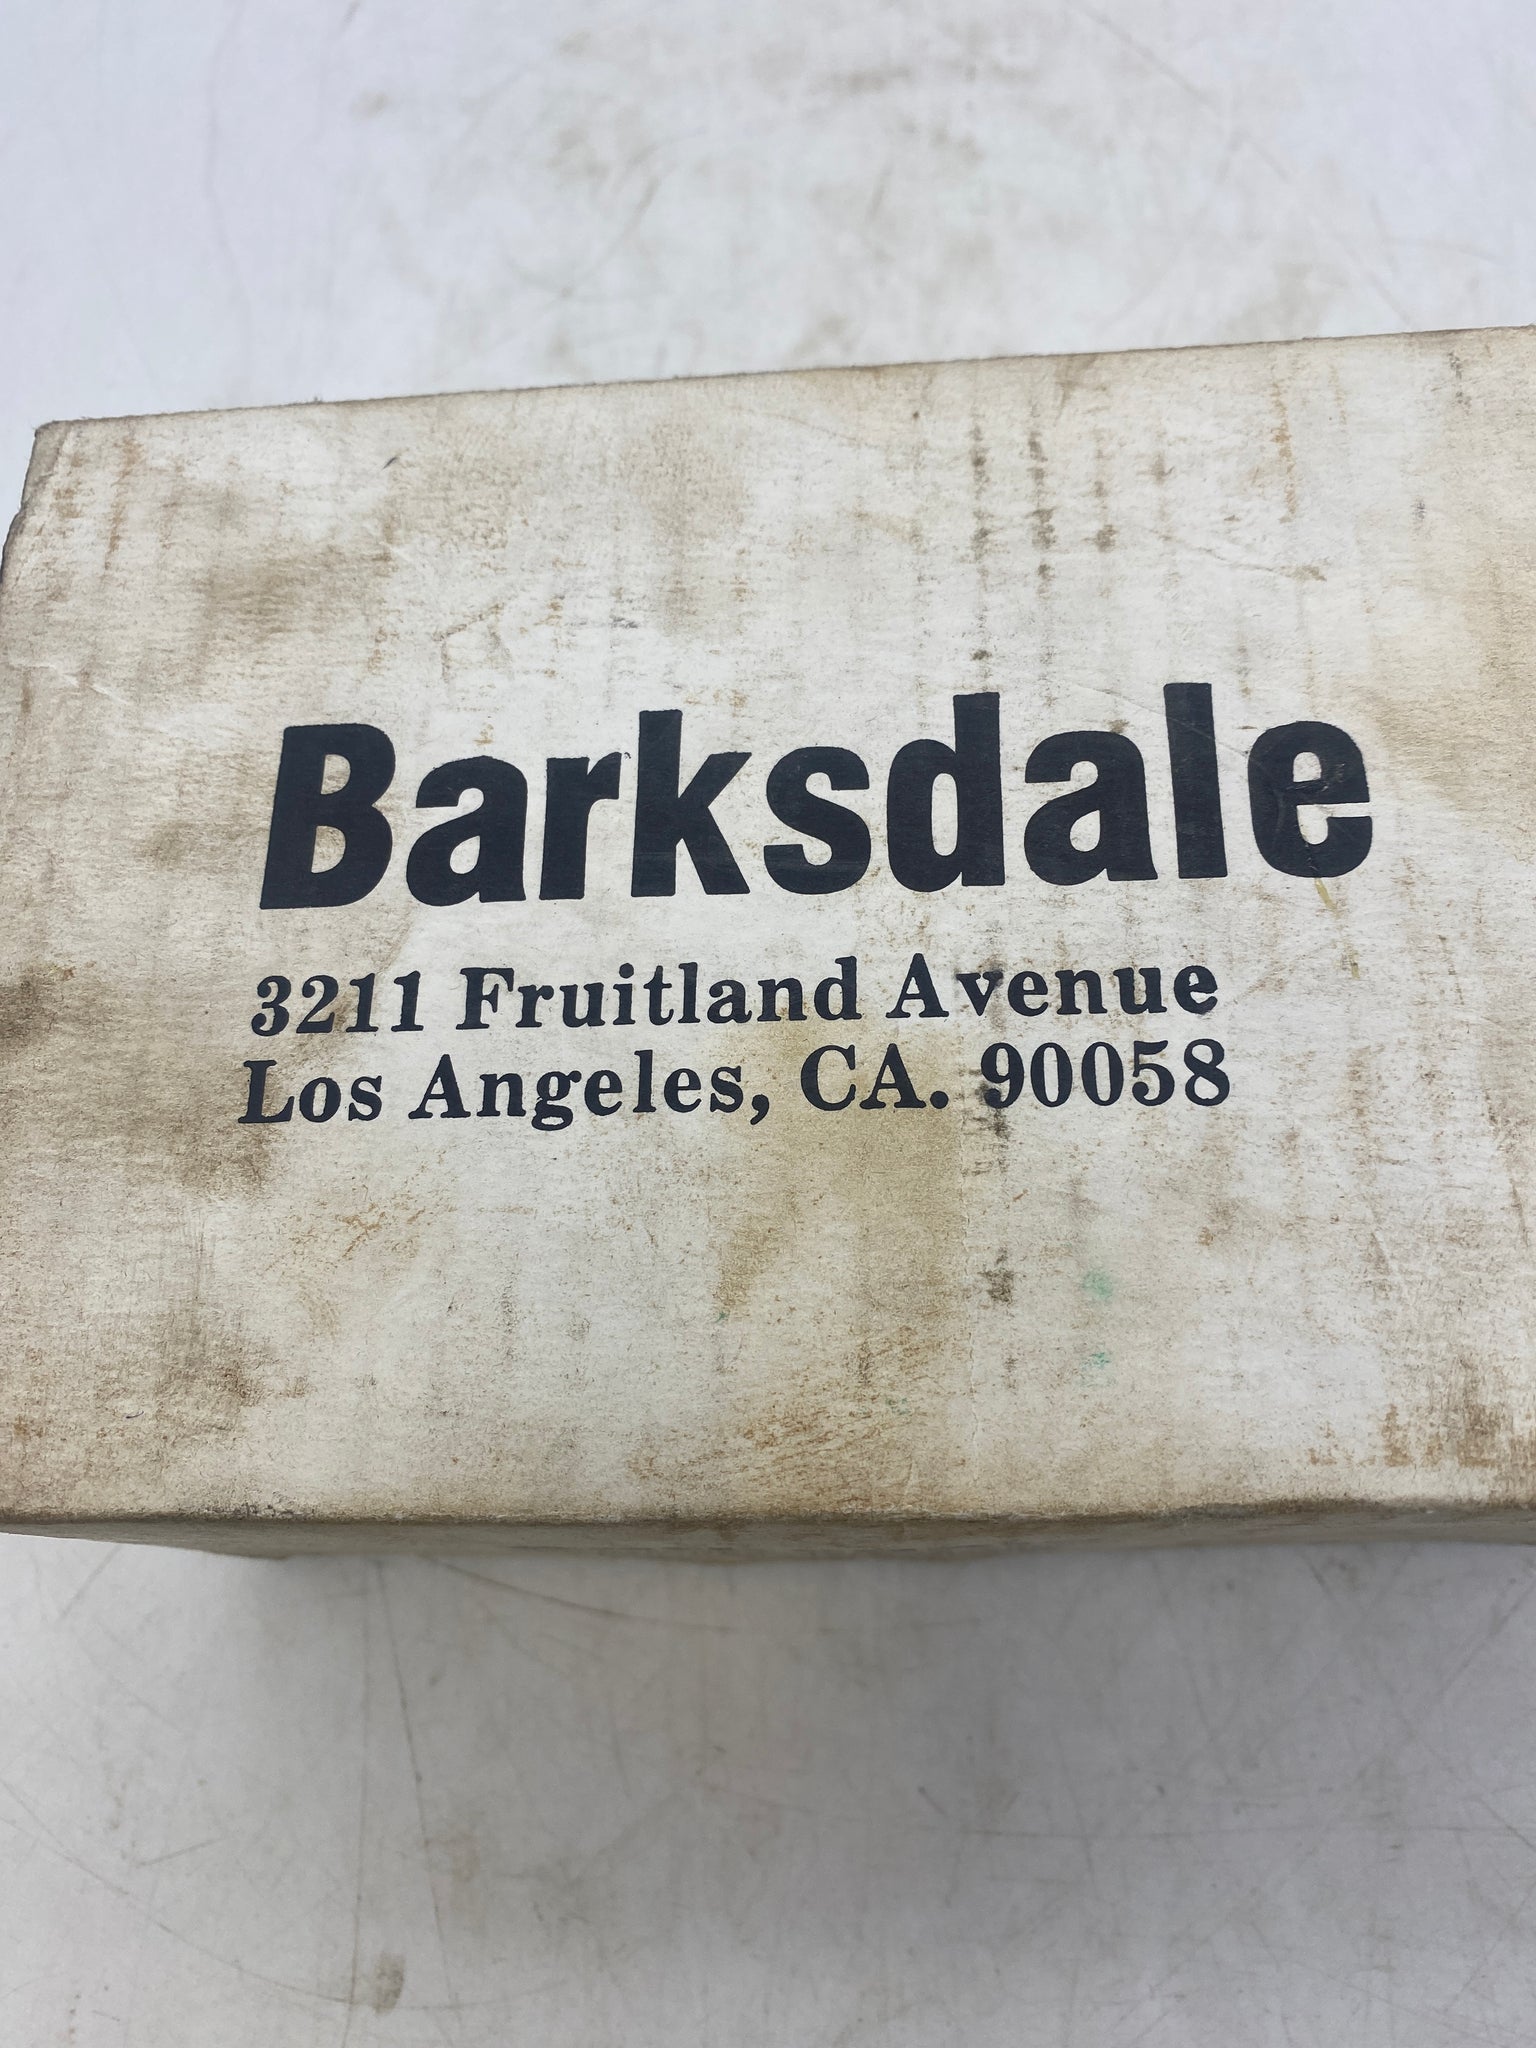 Barksdale
3211 Fruitland Avenue
Los Angeles, CA. 90058